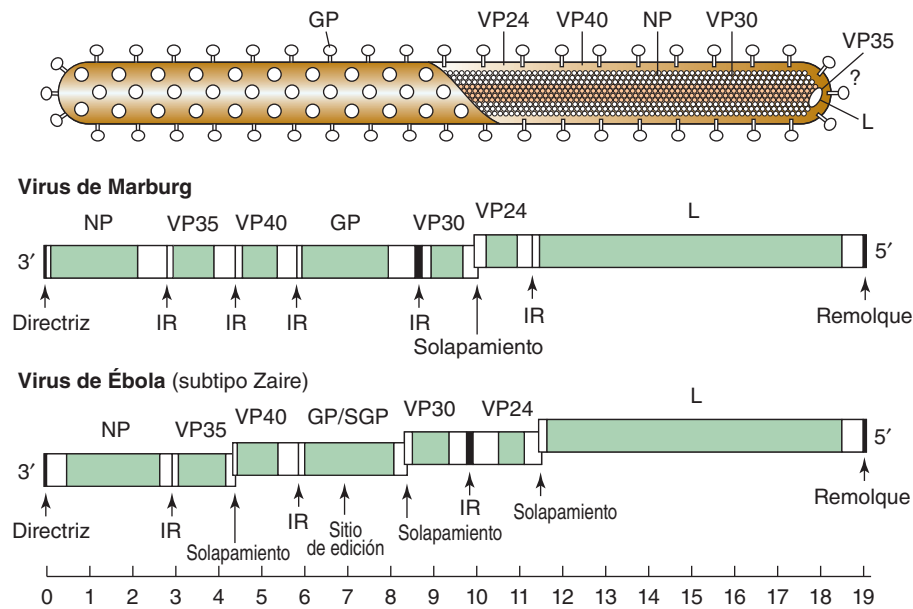 GP VP24 VP40 NP VP30
VP35
?
L
Virus de Marburg
NP VP35 VP40 GP VP30 VP24 L
3′ 5′
Directriz IR IR IR IR Solapamiento IR Remolque
Virus de Ébola (subtipo Zaire)
NP VP35 VP40 GP/SGP VP30 VP24 L
3′ 5′
Directriz IR Solapamiento IR Sitio de edición Solapamiento IR Solapamiento Remolque
0 1 2 3 4 5 6 7 8 9 10 11 12 13 14 15 16 17 18 19